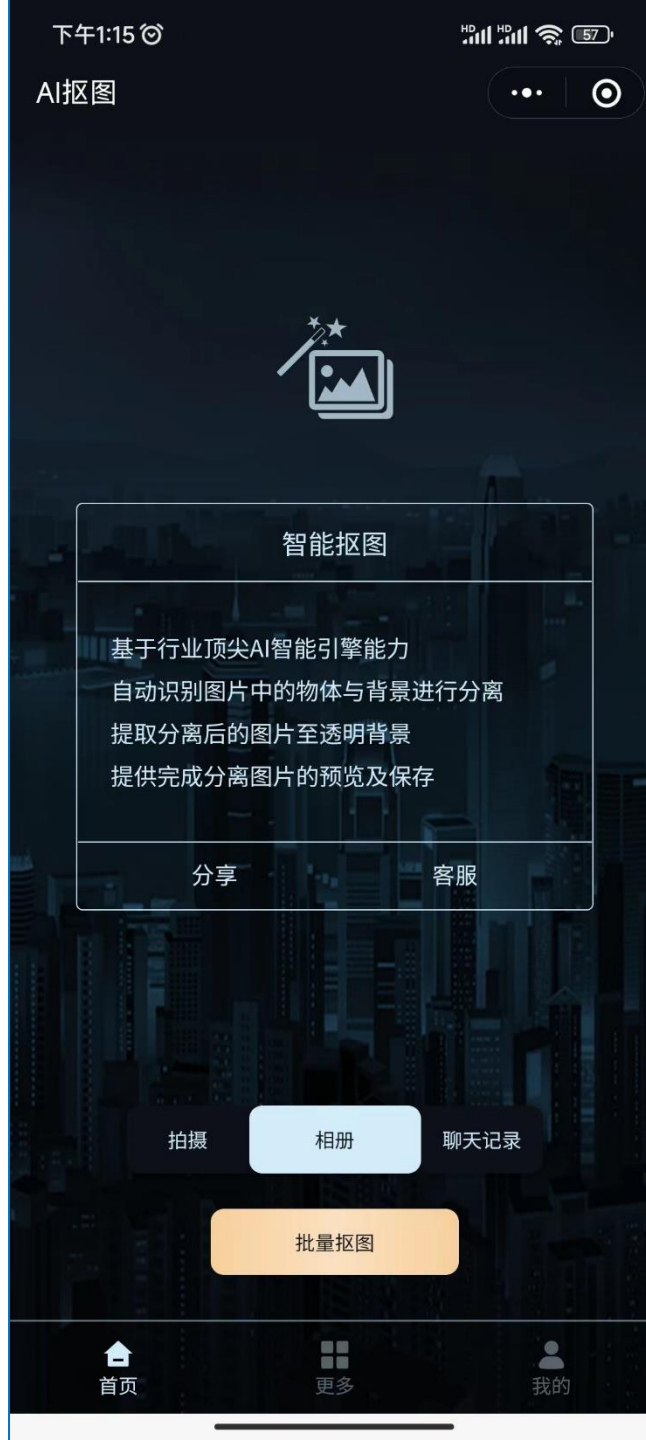 下午1:15
HD HD 57
AI抠图
智能抠图
基于行业顶尖AI智能引擎能力
自动识别图片中的物体与背景进行分离
提取分离后的图片至透明背景
提供完成分离图片的预览及保存
分享 客服
拍摄 相册 聊天记录
批量抠图
首页 更多 我的